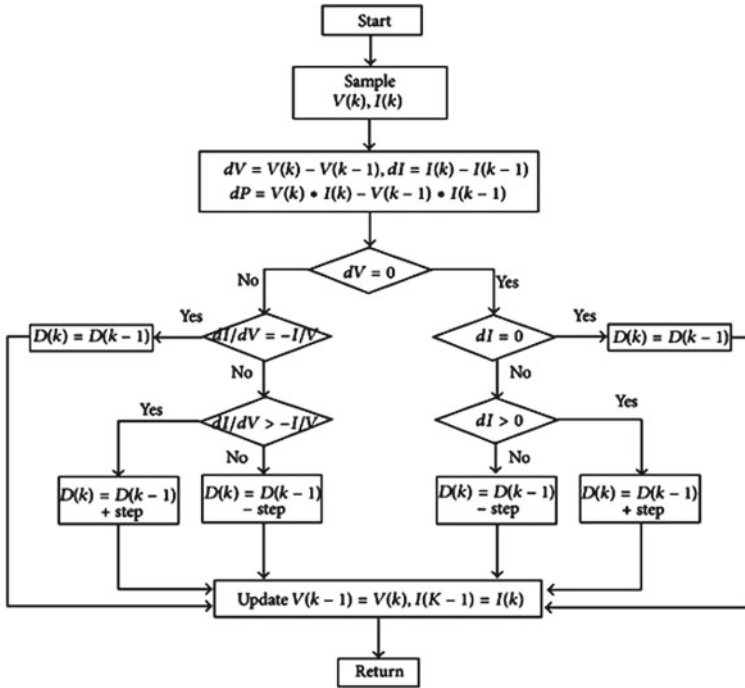 Start
Sample
V(k), I(k)
dV = V(k) − V(k − 1), dI = I(k) − I(k − 1)
dP = V(k) * I(k) − V(k − 1) * I(k − 1)
dV = 0
No
Yes
Yes
dI/dV = −I/V
D(k) = D(k − 1)
dI = 0
Yes
D(k) = D(k − 1)
No
No
Yes
dI/dV > −I/V
dI > 0
Yes
No
No
D(k) = D(k − 1)
+ step
D(k) = D(k − 1)
− step
D(k) = D(k − 1)
− step
D(k) = D(k − 1)
+ step
Update V(k − 1) = V(k), I(K − 1) = I(k)
Return